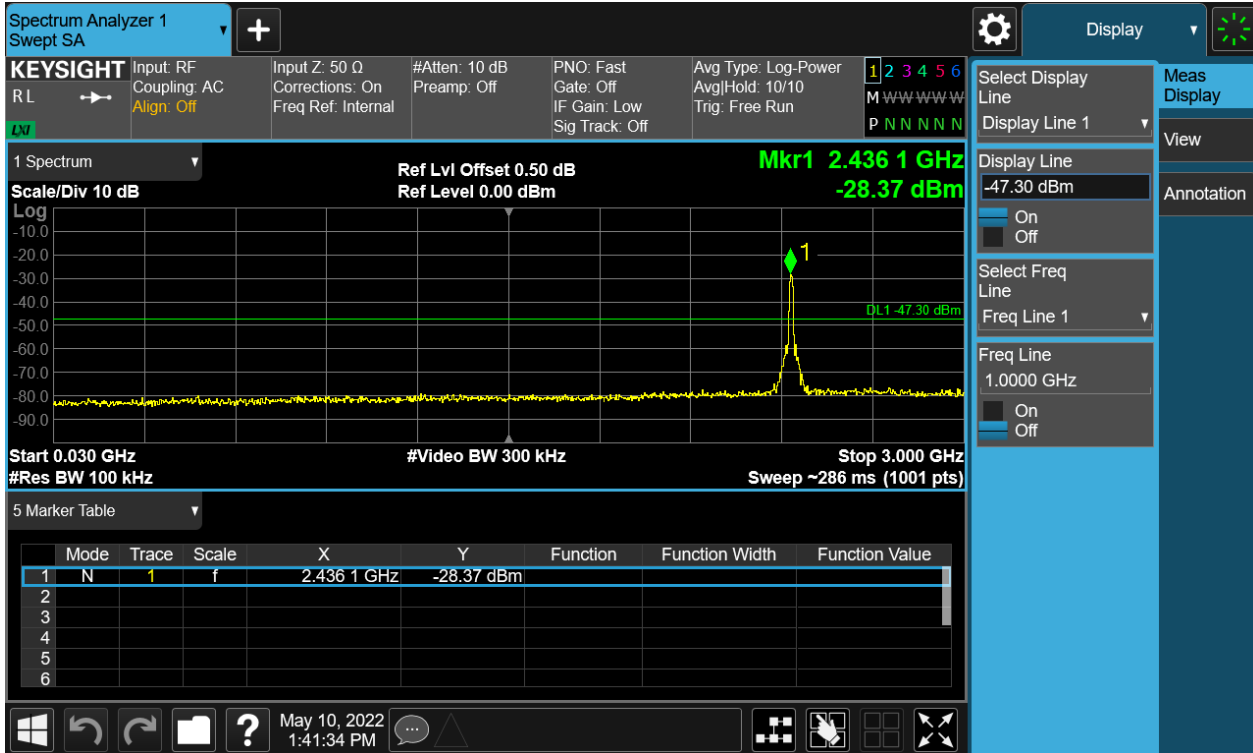 Spectrum Analyzer 1
Swept SA
Display
KEYSIGHT
R L
LXI
Input: RF
Coupling: AC
Align: Off
Input Z: 50 Ω
Corrections: On
Freq Ref: Internal
#Atten: 10 dB
Preamp: Off
PNO: Fast
Gate: Off
IF Gain: Low
Sig Track: Off
Avg Type: Log-Power
Avg|Hold: 10/10
Trig: Free Run
1 2 3 4 5 6
M W W W W W
P N N N N N
1 Spectrum
Scale/Div 10 dB
Ref Lvl Offset 0.50 dB
Ref Level 0.00 dBm
Mkr1 2.436 1 GHz
-28.37 dBm
Log
-10.0
-20.0
-30.0
-40.0
-50.0
-60.0
-70.0
-80.0
-90.0
1
DL1 -47.30 dBm
Start 0.030 GHz
#Video BW 300 kHz
Stop 3.000 GHz
#Res BW 100 kHz
Sweep ~286 ms (1001 pts)
5 Marker Table
Mode Trace Scale X Y Function Function Width Function Value
1 N 1 f 2.436 1 GHz -28.37 dBm
2
3
4
5
6
May 10, 2022
1:41:34 PM
?
Select Display
Line
Display Line 1
Display Line
-47.30 dBm
On
Off
Select Freq
Line
Freq Line 1
Freq Line
1.0000 GHz
On
Off
Meas
Display
View
Annotation